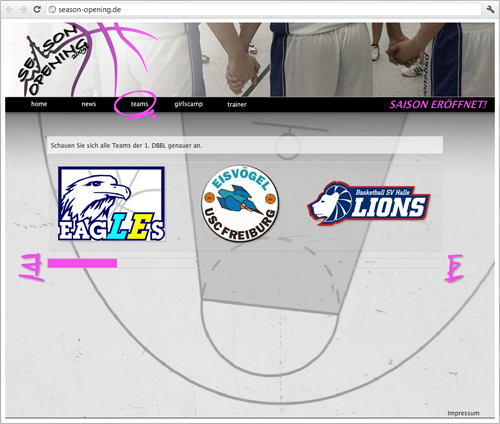 season-opening.de
SEASON
OPENING
home news teams girlscamp trainer
SAISON ERÖFFNET!
Schauen Sie sich alle Teams der 1. DBBL genauer an.
EAGLES
EISVÖGEL
USC FREIBURG
Basketball SV Halle
LIONS
Impressum